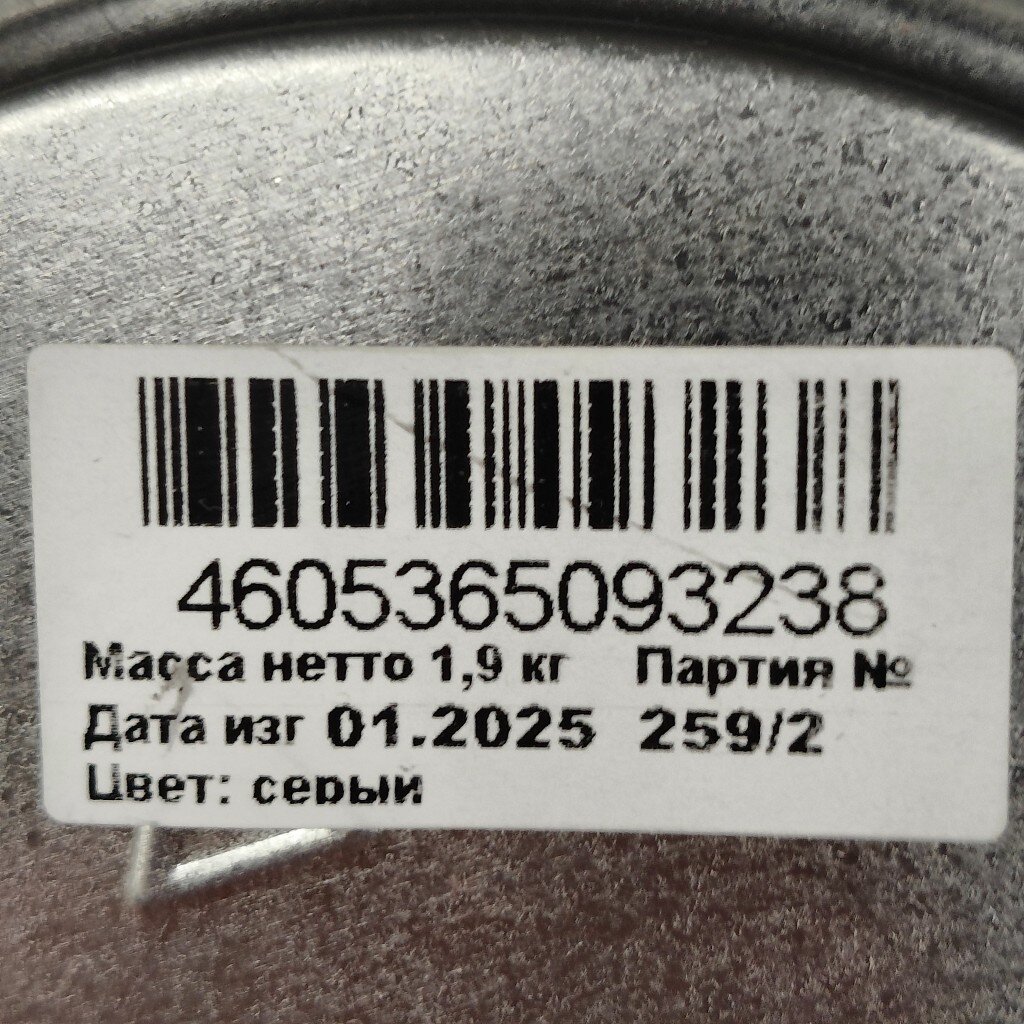 4605365093238
Масса нетто 1,9 кг Партия №
Дата изг 01.2025 259/2
Цвет: серый